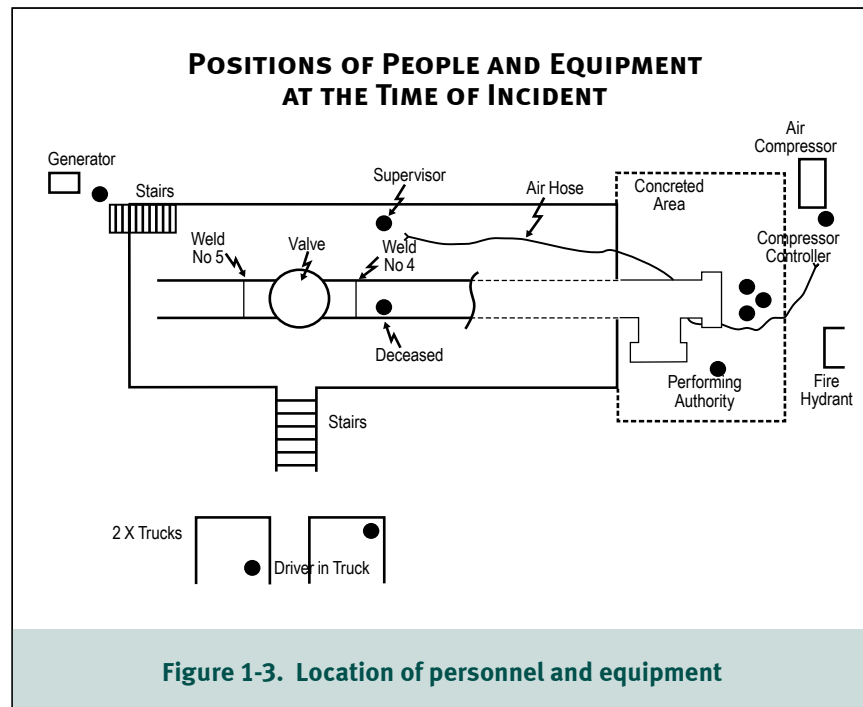 POSITIONS OF PEOPLE AND EQUIPMENT
AT THE TIME OF INCIDENT
Generator
Stairs
Supervisor
Air Hose
Concreted
Area
Air
Compressor
Weld
No 5
Valve
Weld
No 4
Compressor
Controller
Deceased
Performing
Authority
Fire
Hydrant
Stairs
2 X Trucks
Driver in Truck
Figure 1-3. Location of personnel and equipment